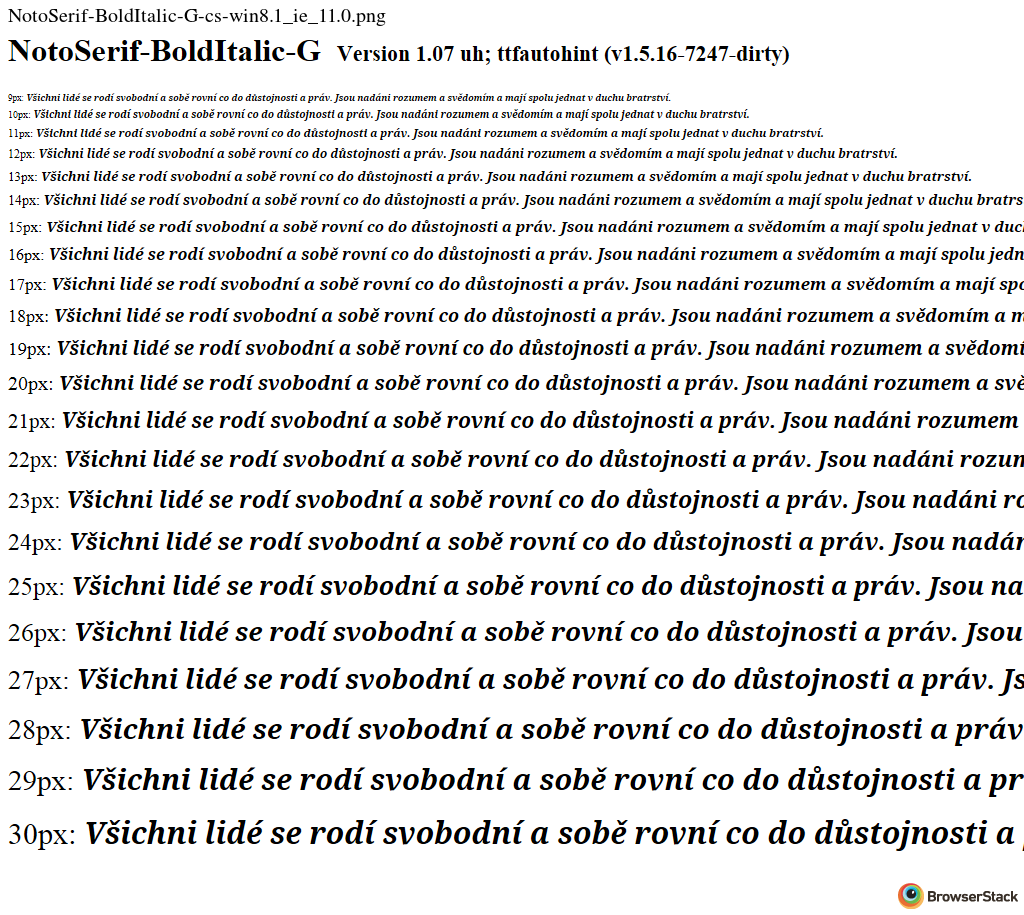 NotoSerif-BoldItalic-G-cs-win8.1_ie_11.0.png
NotoSerif-BoldItalic-G Version 1.07 uh; ttfautohint (v1.5.16-7247-dirty)
9px: Všichni lidé se rodí svobodní a sobě rovní co do důstojnosti a práv. Jsou nadáni rozumem a svědomím a mají spolu jednat v duchu bratrství.
10px: Všichni lidé se rodí svobodní a sobě rovní co do důstojnosti a práv. Jsou nadáni rozumem a svědomím a mají spolu jednat v duchu bratrství.
11px: Všichni lidé se rodí svobodní a sobě rovní co do důstojnosti a práv. Jsou nadáni rozumem a svědomím a mají spolu jednat v duchu bratrství.
12px: Všichni lidé se rodí svobodní a sobě rovní co do důstojnosti a práv. Jsou nadáni rozumem a svědomím a mají spolu jednat v duchu bratrství.
13px: Všichni lidé se rodí svobodní a sobě rovní co do důstojnosti a práv. Jsou nadáni rozumem a svědomím a mají spolu jednat v duchu bratrství.
14px: Všichni lidé se rodí svobodní a sobě rovní co do důstojnosti a práv. Jsou nadáni rozumem a svědomím a mají spolu jednat v duchu bratrs
15px: Všichni lidé se rodí svobodní a sobě rovní co do důstojnosti a práv. Jsou nadáni rozumem a svědomím a mají spolu jednat v duc
16px: Všichni lidé se rodí svobodní a sobě rovní co do důstojnosti a práv. Jsou nadáni rozumem a svědomím a mají spolu jedn
17px: Všichni lidé se rodí svobodní a sobě rovní co do důstojnosti a práv. Jsou nadáni rozumem a svědomím a mají spo
18px: Všichni lidé se rodí svobodní a sobě rovní co do důstojnosti a práv. Jsou nadáni rozumem a svědomím a m
19px: Všichni lidé se rodí svobodní a sobě rovní co do důstojnosti a práv. Jsou nadáni rozumem a svědomí
20px: Všichni lidé se rodí svobodní a sobě rovní co do důstojnosti a práv. Jsou nadáni rozumem a svě
21px: Všichni lidé se rodí svobodní a sobě rovní co do důstojnosti a práv. Jsou nadáni rozumem
22px: Všichni lidé se rodí svobodní a sobě rovní co do důstojnosti a práv. Jsou nadáni rozum
23px: Všichni lidé se rodí svobodní a sobě rovní co do důstojnosti a práv. Jsou nadáni ro
24px: Všichni lidé se rodí svobodní a sobě rovní co do důstojnosti a práv. Jsou nadán
25px: Všichni lidé se rodí svobodní a sobě rovní co do důstojnosti a práv. Jsou na
26px: Všichni lidé se rodí svobodní a sobě rovní co do důstojnosti a práv. Jsou
27px: Všichni lidé se rodí svobodní a sobě rovní co do důstojnosti a práv. Js
28px: Všichni lidé se rodí svobodní a sobě rovní co do důstojnosti a práv
29px: Všichni lidé se rodí svobodní a sobě rovní co do důstojnosti a pr
30px: Všichni lidé se rodí svobodní a sobě rovní co do důstojnosti a
BrowserStack